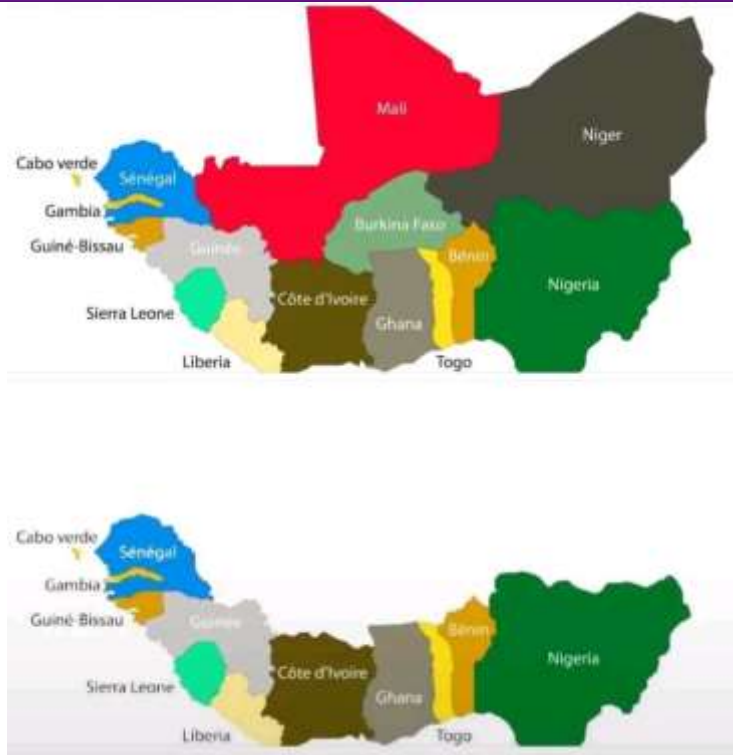 Mali
Niger
Cabo verde
Sénégal
Gambia
Burkina Faso
Guiné-Bissau
Guinée
Bénin
Nigeria
Côte d'Ivoire
Sierra Leone
Ghana
Liberia
Togo
Cabo verde
Sénégal
Gambia
Guiné-Bissau
Guinée
Bénin
Nigeria
Côte d'Ivoire
Sierra Leone
Ghana
Liberia
Togo